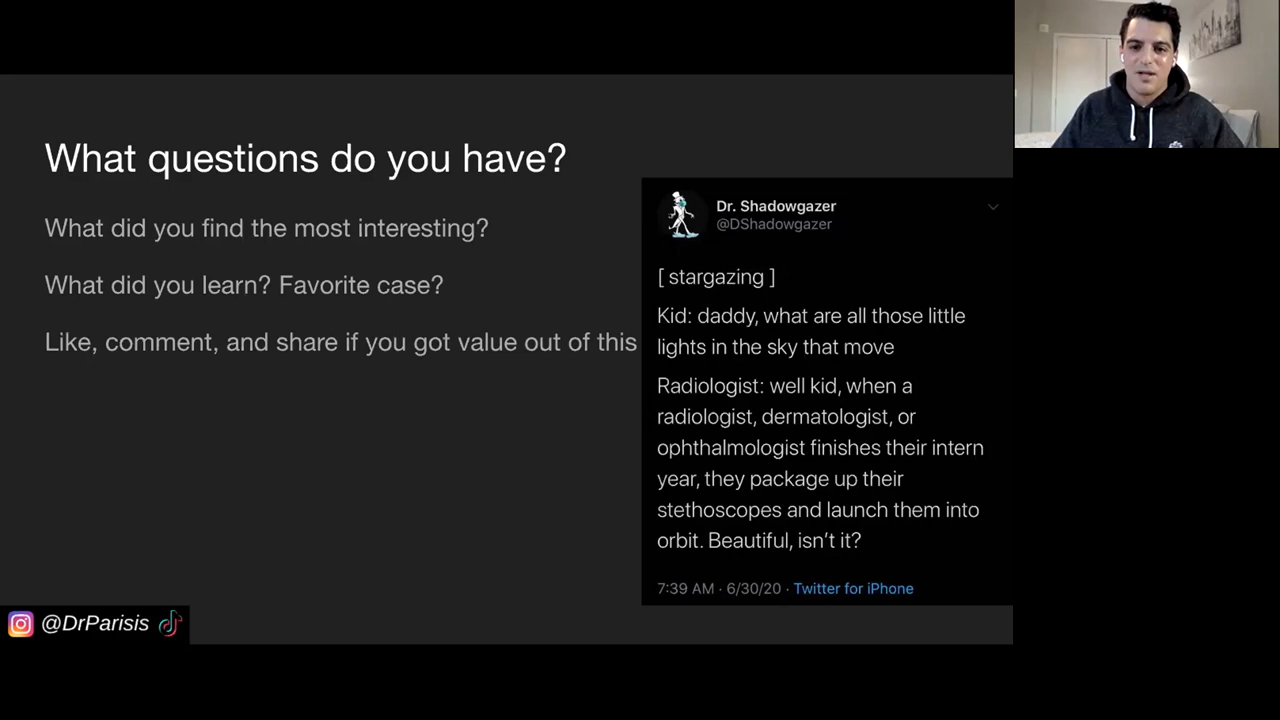 What questions do you have?
What did you find the most interesting?
What did you learn? Favorite case?
Like, comment, and share if you got value out of this
Dr. Shadowgazer
@DShadowgazer
[ stargazing ]
Kid: daddy, what are all those little
lights in the sky that move
Radiologist: well kid, when a
radiologist, dermatologist, or
ophthalmologist finishes their intern
year, they package up their
stethoscopes and launch them into
orbit. Beautiful, isn’t it?
7:39 AM · 6/30/20 · Twitter for iPhone
@DrParisis